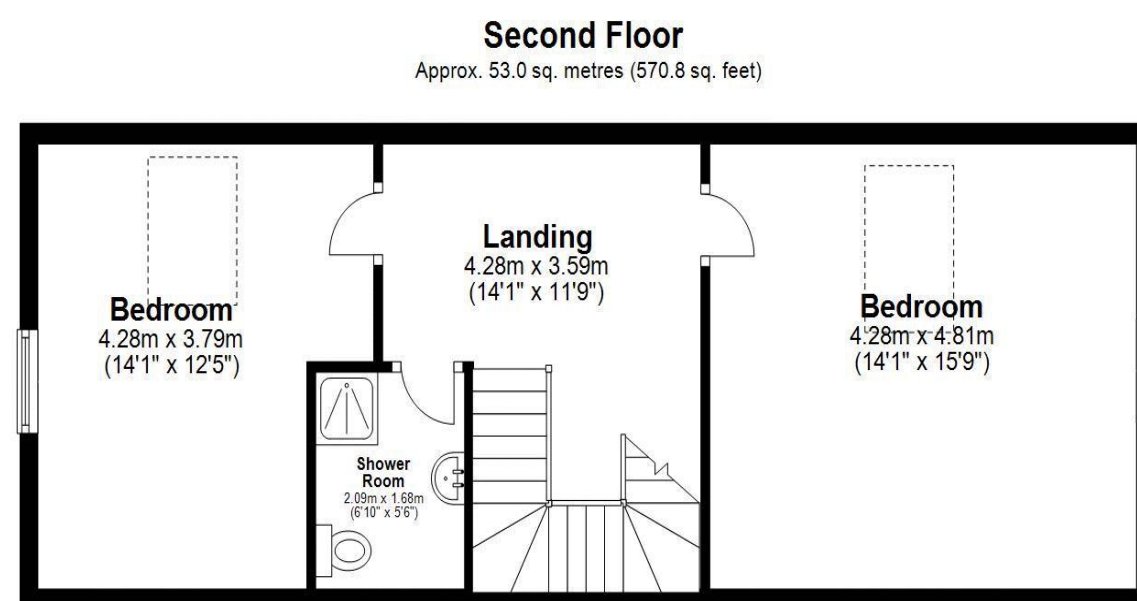 Second Floor
Approx. 53.0 sq. metres (570.8 sq. feet)
Landing
4.28m x 3.59m
(14'1" x 11'9")
Bedroom
4.28m x 3.79m
(14'1" x 12'5")
Bedroom
4.28m x 4.81m
(14'1" x 15'9")
Shower
Room
2.09m x 1.68m
(6'10" x 5'6")